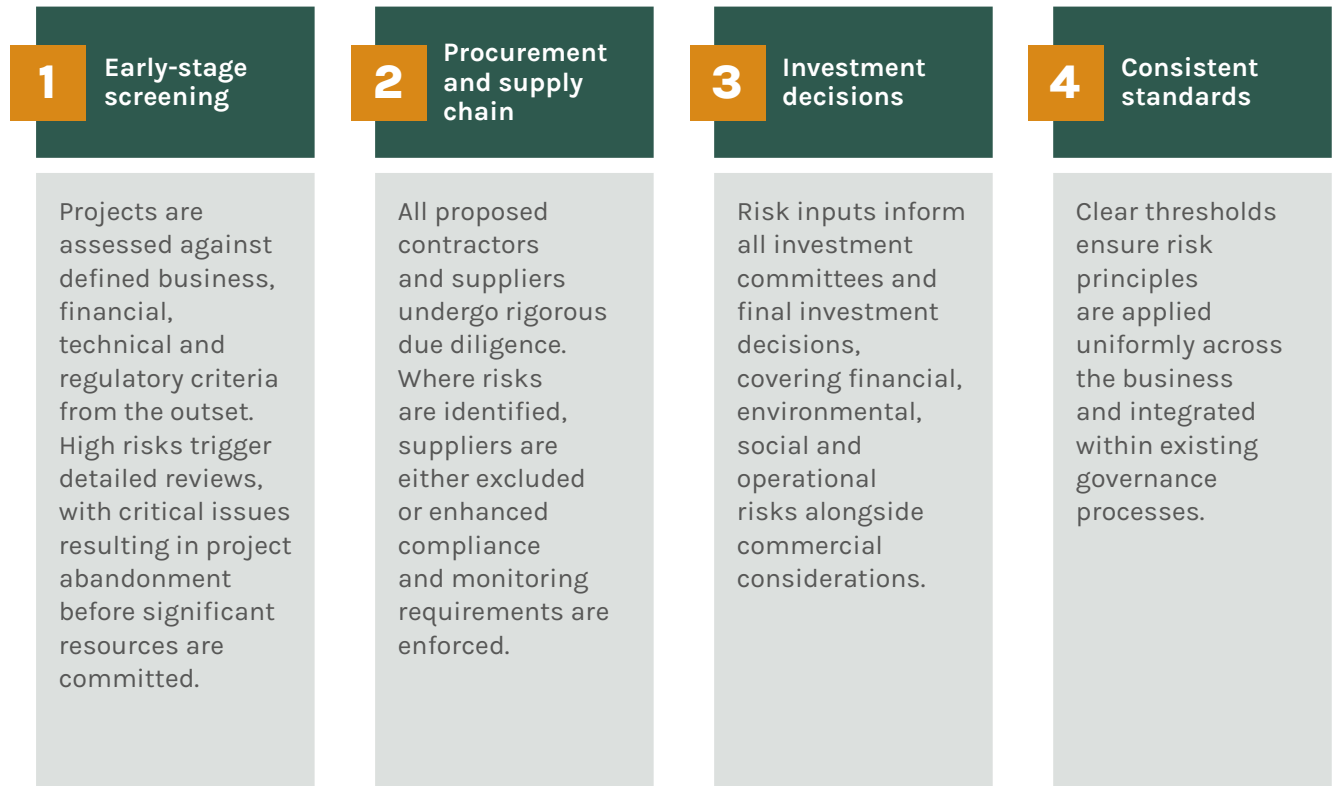 1
Early-stage
screening
Projects are
assessed against
defined business,
financial,
technical and
regulatory criteria
from the outset.
High risks trigger
detailed reviews,
with critical issues
resulting in project
abandonment
before significant
resources are
committed.
2
Procurement
and supply
chain
All proposed
contractors
and suppliers
undergo rigorous
due diligence.
Where risks
are identified,
suppliers are
either excluded
or enhanced
compliance
and monitoring
requirements are
enforced.
3
Investment
decisions
Risk inputs inform
all investment
committees and
final investment
decisions,
covering financial,
environmental,
social and
operational
risks alongside
commercial
considerations.
4
Consistent
standards
Clear thresholds
ensure risk
principles
are applied
uniformly across
the business
and integrated
within existing
governance
processes.